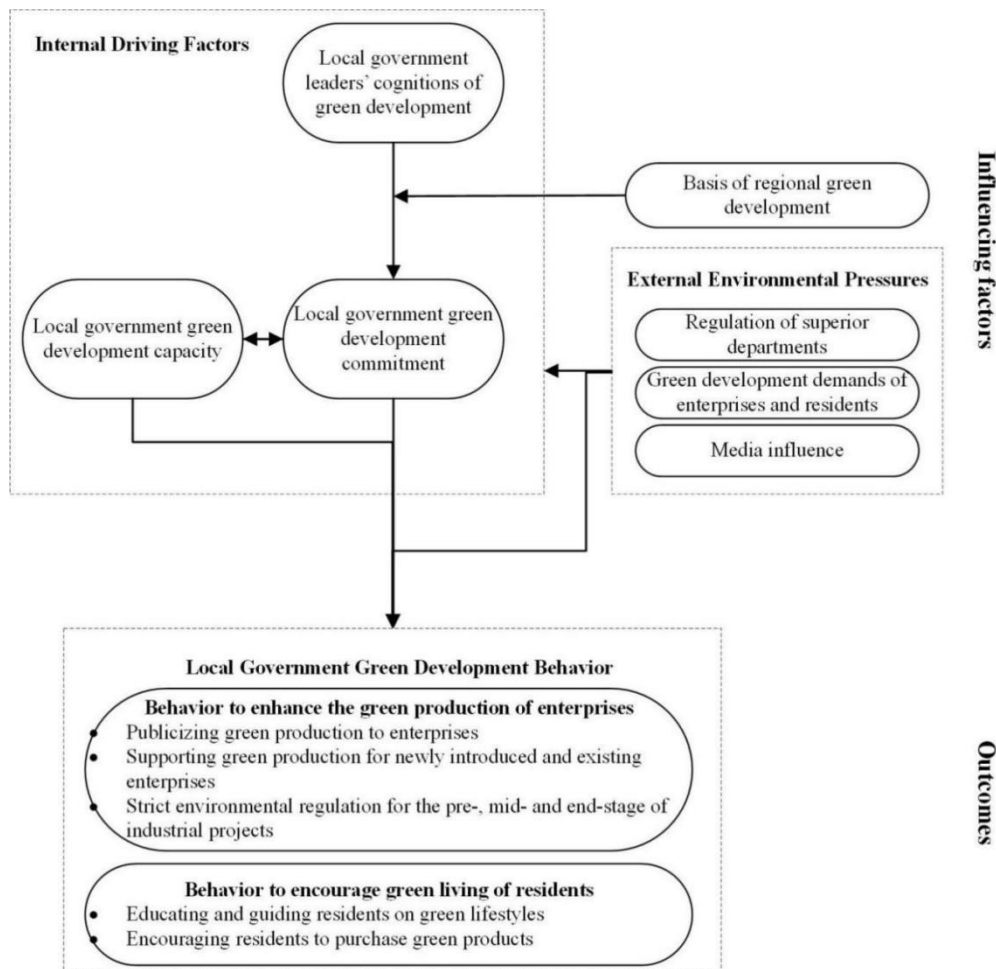 Internal Driving Factors
Local government
leaders' cognitions of
green development
Basis of regional green
development
Influencing factors
External Environmental Pressures
Regulation of superior
departments
Green development demands of
enterprises and residents
Media influence
Local government green
development capacity
Local government green
development
commitment
Local Government Green Development Behavior
Behavior to enhance the green production of enterprises
• Publicizing green production to enterprises
• Supporting green production for newly introduced and existing
enterprises
• Strict environmental regulation for the pre-, mid- and end-stage of
industrial projects
Outcomes
Behavior to encourage green living of residents
• Educating and guiding residents on green lifestyles
• Encouraging residents to purchase green products